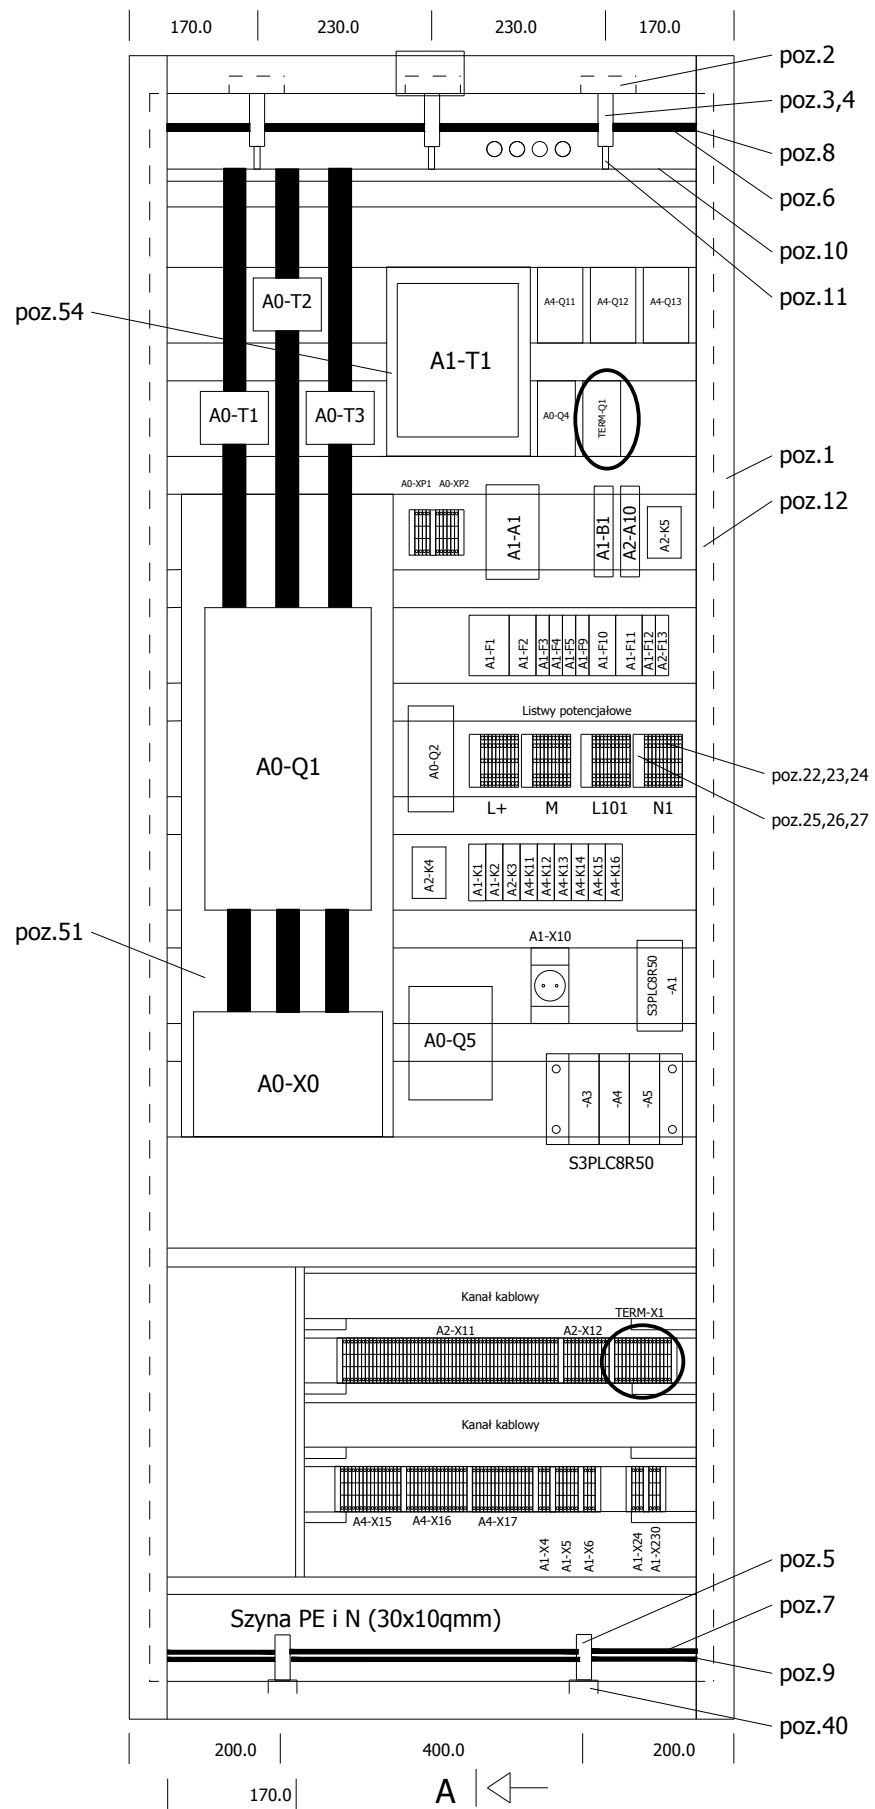 170.0 230.0 230.0 170.0
poz.2
poz.3,4
poz.8
poz.6
poz.10
poz.11
poz.54
A0-T2
A1-T1
A4-Q11 A4-Q12 A4-Q13
A0-T1 A0-T3
A0-Q4 TERM-Q1
poz.1
poz.12
A0-XP1 A0-XP2
A1-A1 A1-B1 A2-A10 A2-K5
A1-F1 A1-F2 A1-F3 A1-F4 A1-F5 A1-F9 A1-F10 A1-F11 A1-F12 A2-F13
Listwy potencjałowe
A0-Q1 A0-Q2
poz.22,23,24
L+ M L101 N1
poz.25,26,27
A2-K4 A1-K1 A1-K2 A2-K3 A4-K11 A4-K12 A4-K13 A4-K14 A4-K15 A4-K16
poz.51
A1-X10
S3PLC8R50
-A1
A0-Q5
A0-X0
-A3 -A4 -A5
S3PLC8R50
Kanał kablowy
TERM-X1
A2-X11 A2-X12
Kanał kablowy
A4-X15 A4-X16 A4-X17
A1-X4 A1-X5 A1-X6 A1-X24 A1-X230
poz.5
poz.7
Szyna PE i N (30x10qmm)
poz.9
poz.40
200.0 400.0 200.0
170.0 A